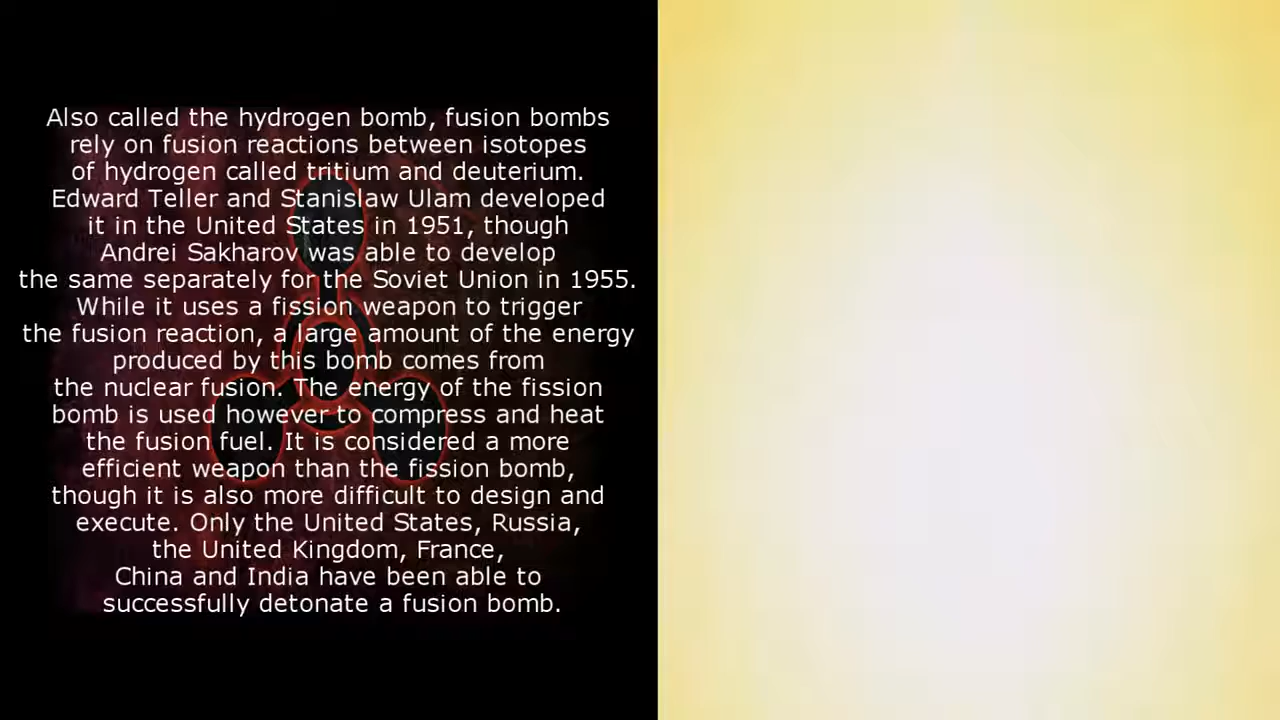 Also called the hydrogen bomb, fusion bombs
rely on fusion reactions between isotopes
of hydrogen called tritium and deuterium.
Edward Teller and Stanislaw Ulam developed
it in the United States in 1951, though
Andrei Sakharov was able to develop
the same separately for the Soviet Union in 1955.
While it uses a fission weapon to trigger
the fusion reaction, a large amount of the energy
produced by this bomb comes from
the nuclear fusion. The energy of the fission
bomb is used however to compress and heat
the fusion fuel. It is considered a more
efficient weapon than the fission bomb,
though it is also more difficult to design and
execute. Only the United States, Russia,
the United Kingdom, France,
China and India have been able to
successfully detonate a fusion bomb.